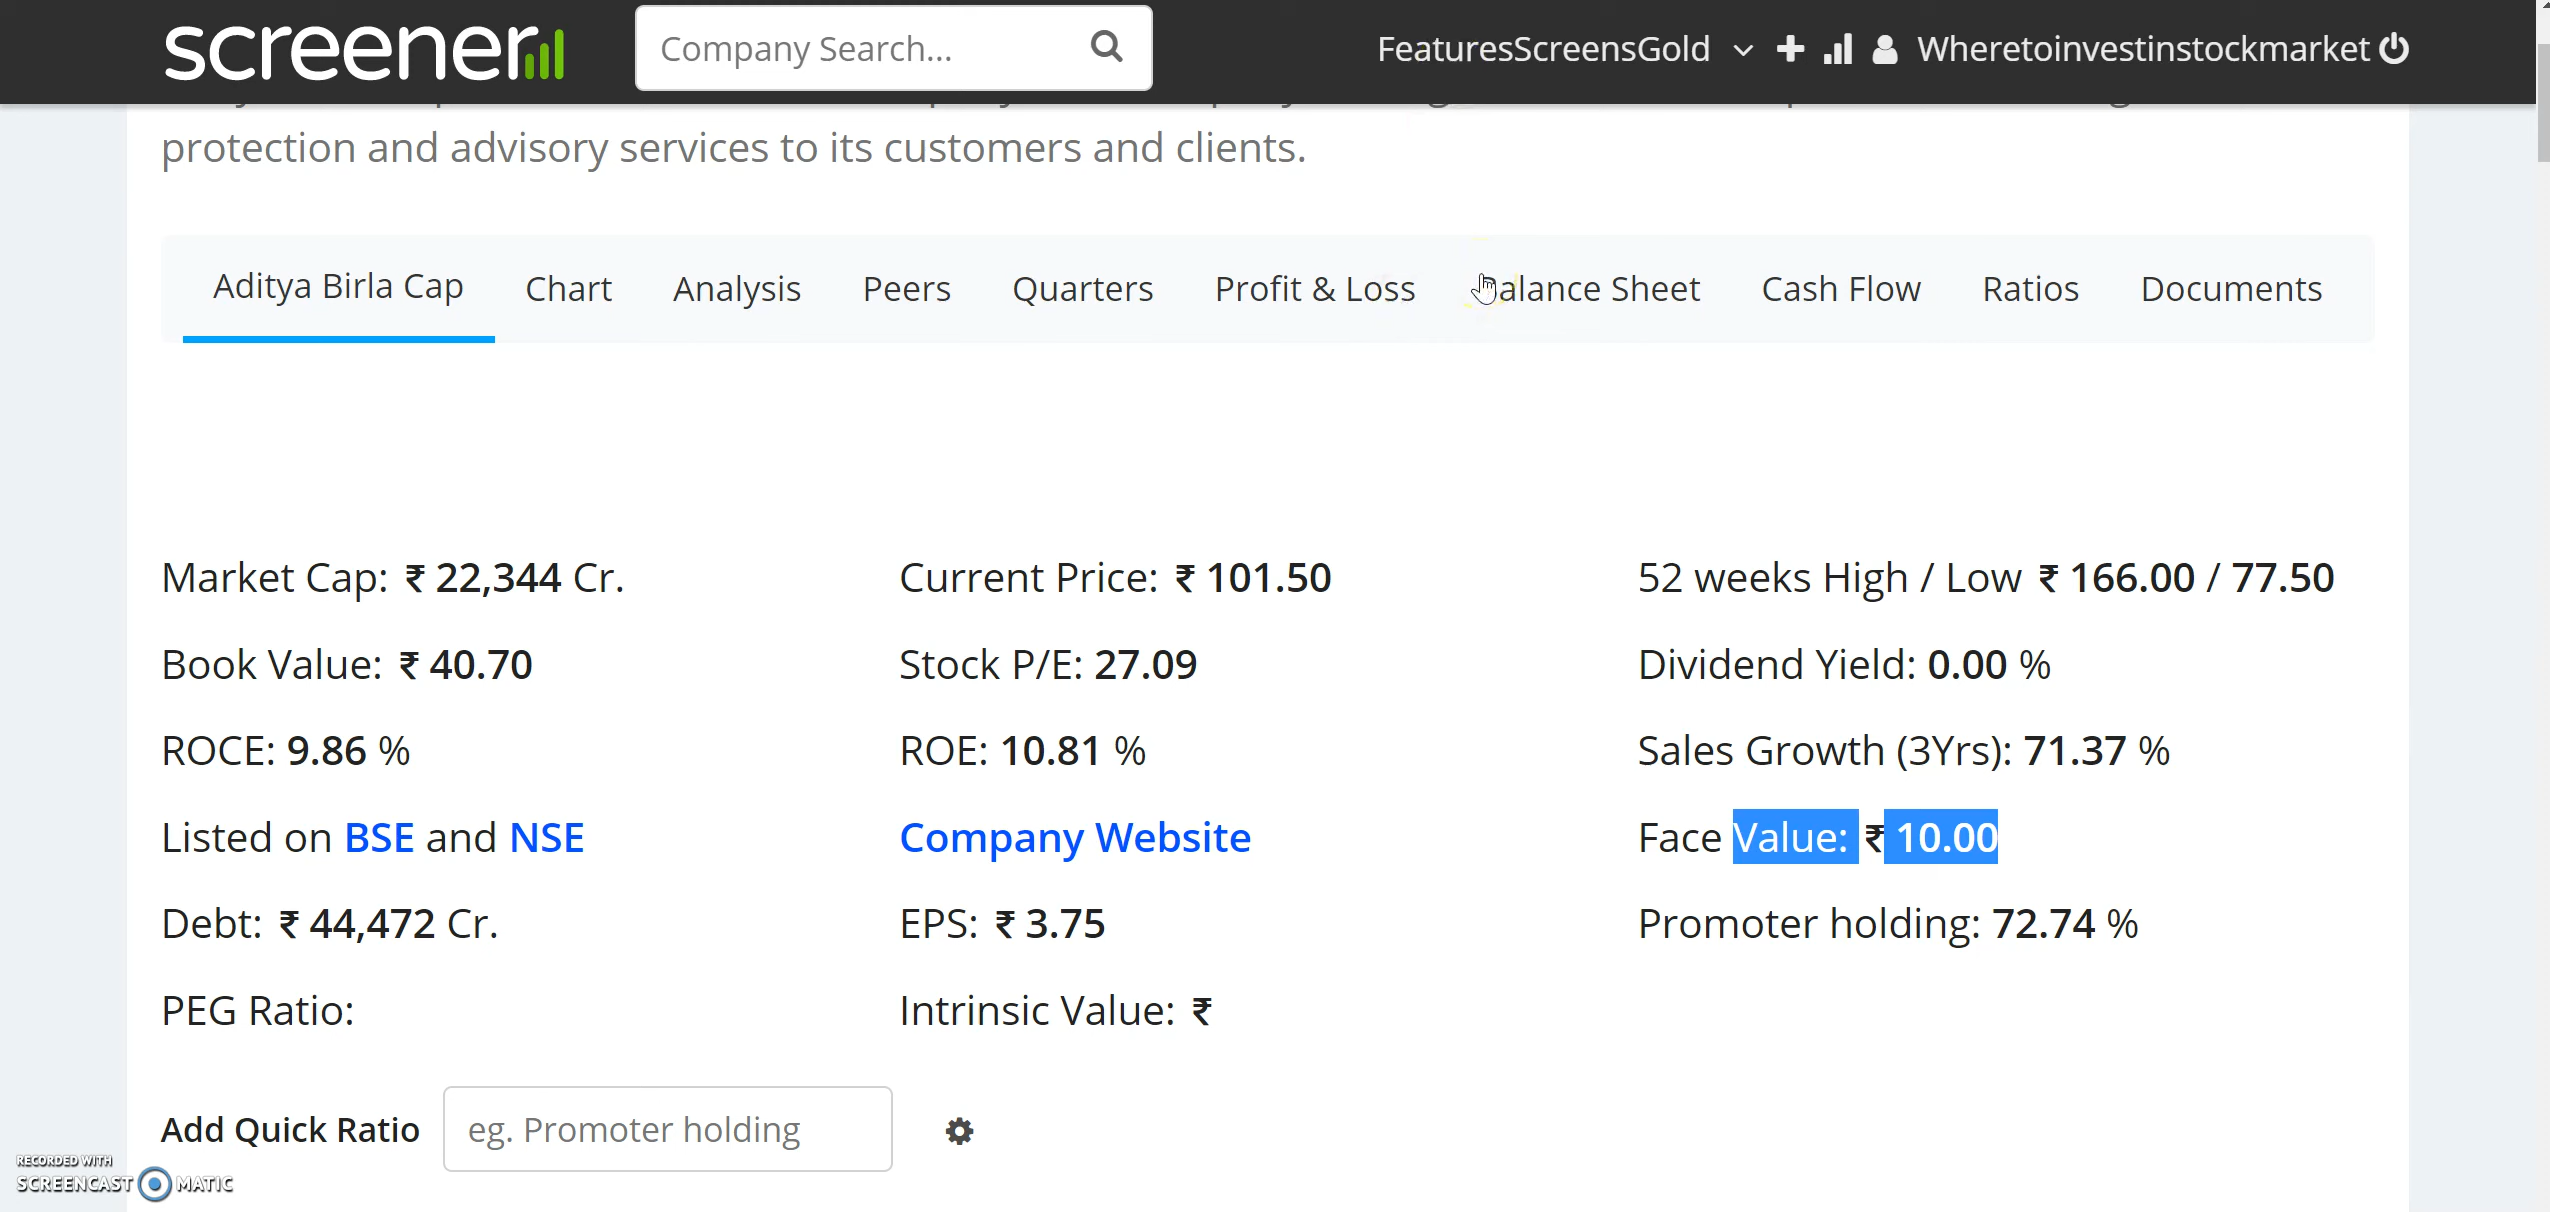 screener Company Search... FeaturesScreensGold Wheretoinvestinstockmarket
protection and advisory services to its customers and clients.
Aditya Birla Cap Chart Analysis Peers Quarters Profit & Loss Balance Sheet Cash Flow Ratios Documents
Market Cap: ₹ 22,344 Cr. Current Price: ₹ 101.50 52 weeks High / Low ₹ 166.00 / 77.50
Book Value: ₹ 40.70 Stock P/E: 27.09 Dividend Yield: 0.00 %
ROCE: 9.86 % ROE: 10.81 % Sales Growth (3Yrs): 71.37 %
Listed on BSE and NSE Company Website Face Value: ₹ 10.00
Debt: ₹ 44,472 Cr. EPS: ₹ 3.75 Promoter holding: 72.74 %
PEG Ratio: Intrinsic Value: ₹
Add Quick Ratio eg. Promoter holding
RECORDED WITH
SCREENCAST MATIC